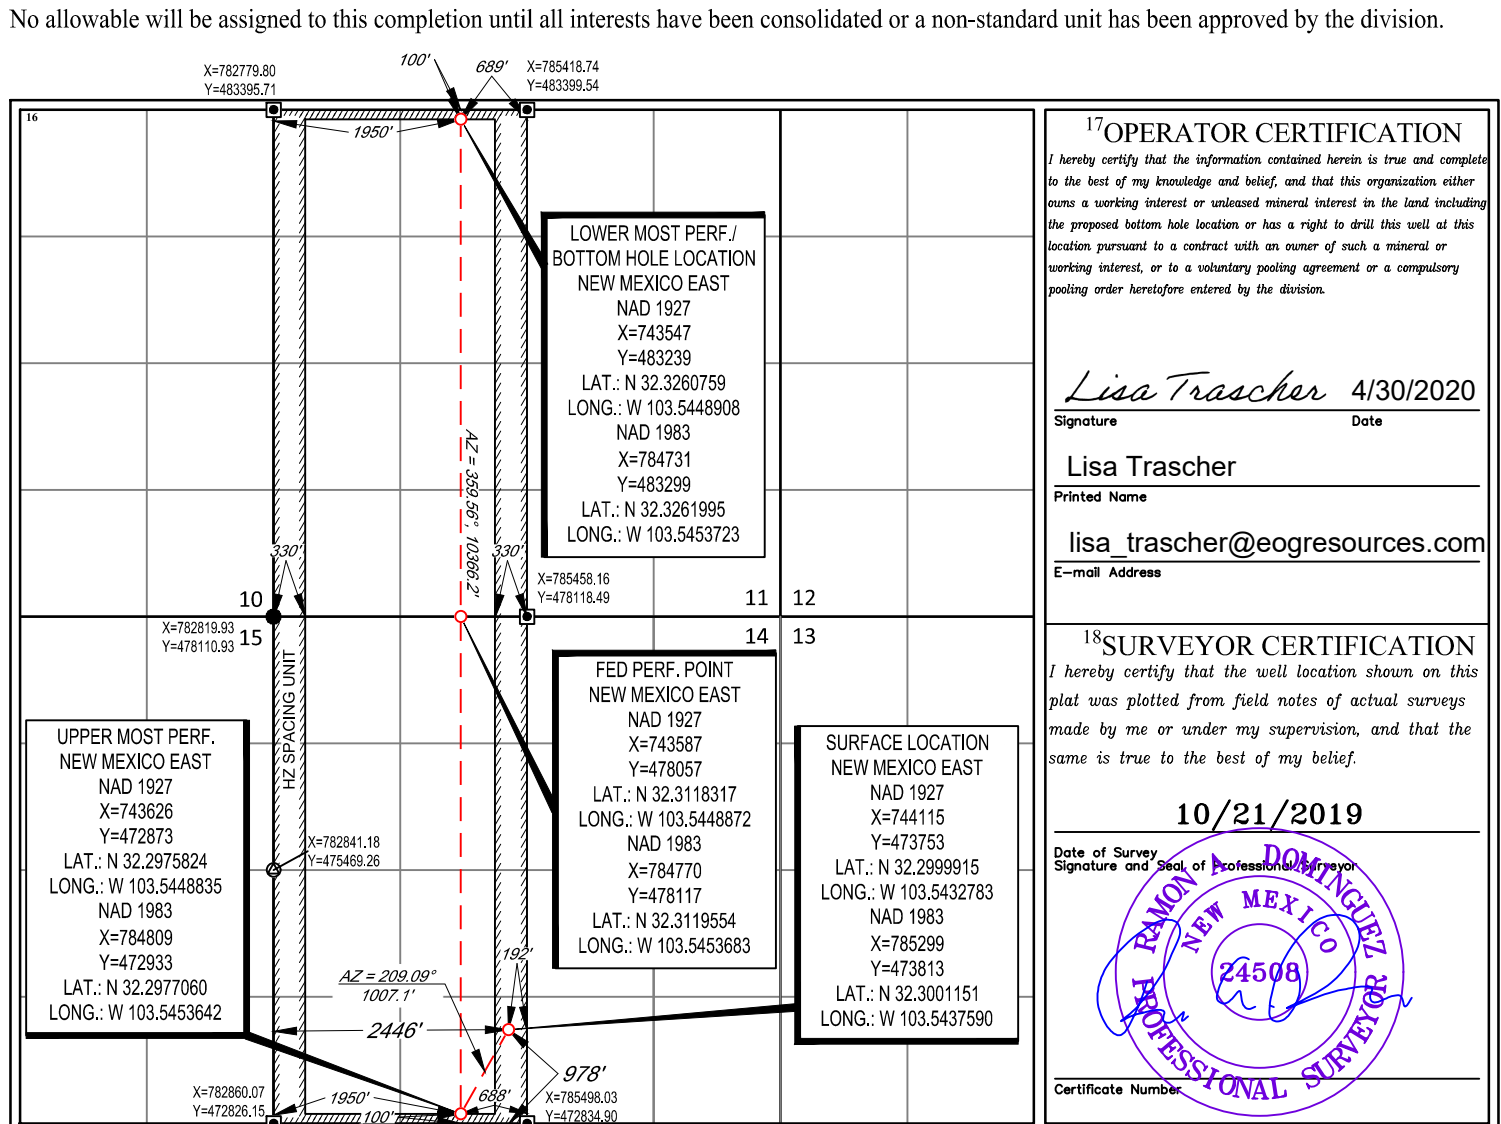 No allowable will be assigned to this completion until all interests have been consolidated or a non-standard unit has been approved by the division.
16
X=782779.80
Y=483395.71
100'
689'
X=785418.74
Y=483399.54
1950'
LOWER MOST PERF./
BOTTOM HOLE LOCATION
NEW MEXICO EAST
NAD 1927
X=743547
Y=483239
LAT.: N 32.3260759
LONG.: W 103.5448908
NAD 1983
X=784731
Y=483299
LAT.: N 32.3261995
LONG.: W 103.5453723
AZ = 359.56°, 10366.2'
330'
330'
X=785458.16
Y=478118.49
10
11
12
X=782819.93
Y=478110.93
15
14
13
HZ SPACING UNIT
FED PERF. POINT
NEW MEXICO EAST
NAD 1927
X=743587
Y=478057
LAT.: N 32.3118317
LONG.: W 103.5448872
NAD 1983
X=784770
Y=478117
LAT.: N 32.3119554
LONG.: W 103.5453683
UPPER MOST PERF.
NEW MEXICO EAST
NAD 1927
X=743626
Y=472873
LAT.: N 32.2975824
LONG.: W 103.5448835
NAD 1983
X=784809
Y=472933
LAT.: N 32.2977060
LONG.: W 103.5453642
SURFACE LOCATION
NEW MEXICO EAST
NAD 1927
X=744115
Y=473753
LAT.: N 32.2999915
LONG.: W 103.5432783
NAD 1983
X=785299
Y=473813
LAT.: N 32.3001151
LONG.: W 103.5437590
X=782841.18
Y=475469.26
192'
AZ = 209.09°
1007.1'
2446'
978'
X=782860.07
Y=472826.15
1950'
688'
100'
X=785498.03
Y=472834.90
17OPERATOR CERTIFICATION
I hereby certify that the information contained herein is true and complete
to the best of my knowledge and belief, and that this organization either
owns a working interest or unleased mineral interest in the land including
the proposed bottom hole location or has a right to drill this well at this
location pursuant to a contract with an owner of such a mineral or
working interest, or to a voluntary pooling agreement or a compulsory
pooling order heretofore entered by the division.
Lisa Trascher 4/30/2020
Signature Date
Lisa Trascher
Printed Name
lisa_trascher@eogresources.com
E-mail Address
18SURVEYOR CERTIFICATION
I hereby certify that the well location shown on this
plat was plotted from field notes of actual surveys
made by me or under my supervision, and that the
same is true to the best of my belief.
10/21/2019
Date of Survey
Signature and Seal of Professional Surveyor
RAMON A. DOMINGUEZ
NEW MEXICO
24508
PROFESSIONAL SURVEYOR
Certificate Number